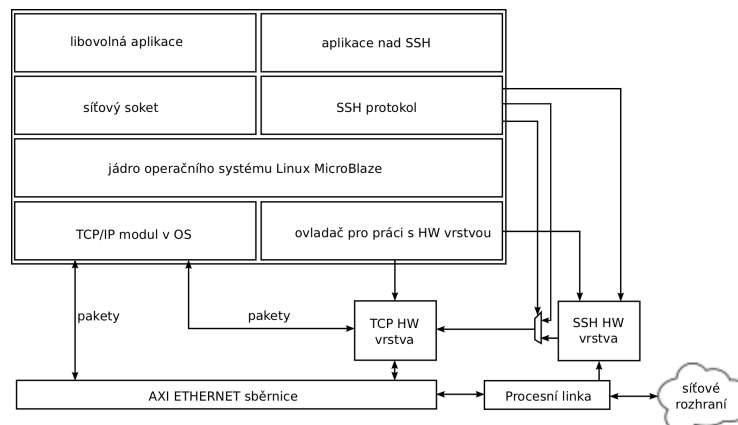 libovolná aplikace
aplikace nad SSH
síťový soket
SSH protokol
jádro operačního systému Linux MicroBlaze
TCP/IP modul v OS
ovladač pro práci s HW vrstvou
pakety
pakety
TCP HW
vrstva
SSH HW
vrstva
AXI ETHERNET sběrnice
Procesní linka
síťové
rozhraní